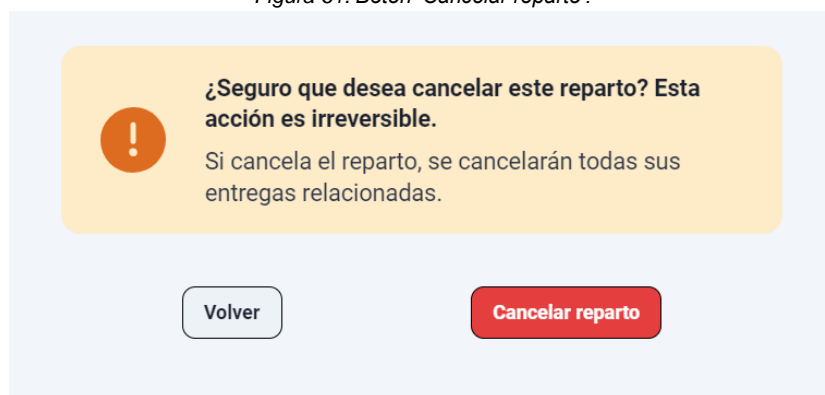 ¿Seguro que desea cancelar este reparto? Esta
acción es irreversible.
Si cancela el reparto, se cancelarán todas sus
entregas relacionadas.
Volver
Cancelar reparto